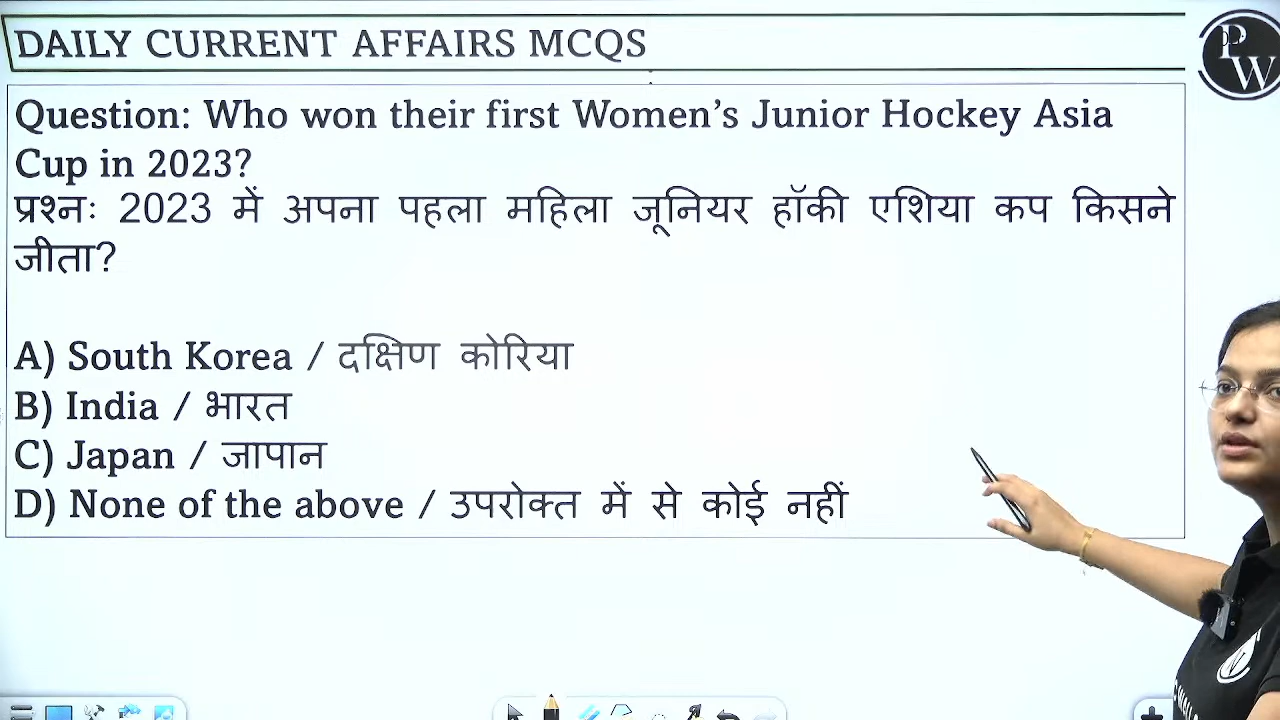 DAILY CURRENT AFFAIRS MCQS
PW
Question: Who won their first Women’s Junior Hockey Asia
Cup in 2023?
प्रश्नः 2023 में अपना पहला महिला जूनियर हॉकी एशिया कप किसने
जीता?
A) South Korea / दक्षिण कोरिया
B) India / भारत
C) Japan / जापान
D) None of the above / उपरोक्त में से कोई नहीं